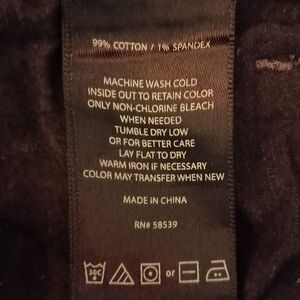 99% COTTON / 1% SPANDEX
MACHINE WASH COLD
INSIDE OUT TO RETAIN COLOR
ONLY NON-CHLORINE BLEACH
WHEN NEEDED
TUMBLE DRY LOW
OR FOR BETTER CARE
LAY FLAT TO DRY
WARM IRON IF NECESSARY
COLOR MAY TRANSFER WHEN NEW
MADE IN CHINA
RN# 58539
30C or